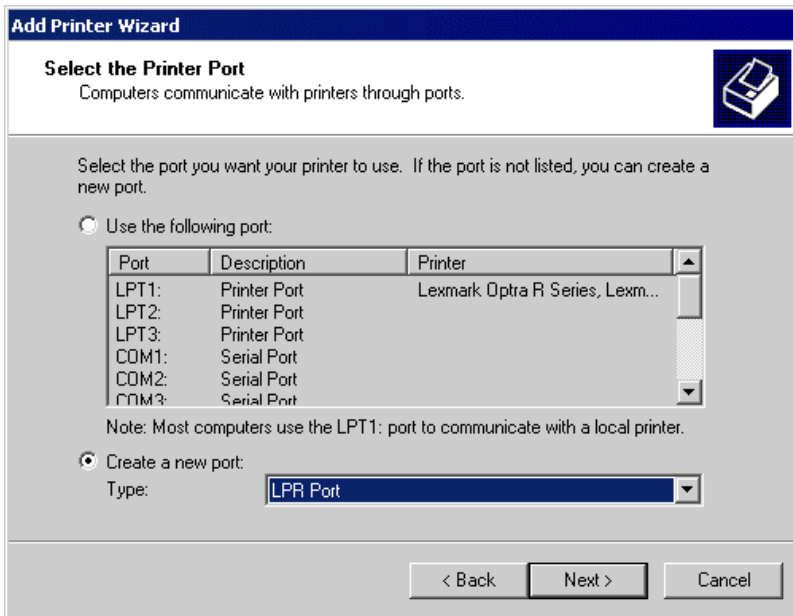 Add Printer Wizard
Select the Printer Port
Computers communicate with printers through ports.
Select the port you want your printer to use. If the port is not listed, you can create a
new port.
Use the following port:
Port Description Printer
LPT1: Printer Port Lexmark Optra R Series, Lexm...
LPT2: Printer Port
LPT3: Printer Port
COM1: Serial Port
COM2: Serial Port
COM3: Serial Port
Note: Most computers use the LPT1: port to communicate with a local printer.
Create a new port:
Type: LPR Port
< Back Next > Cancel